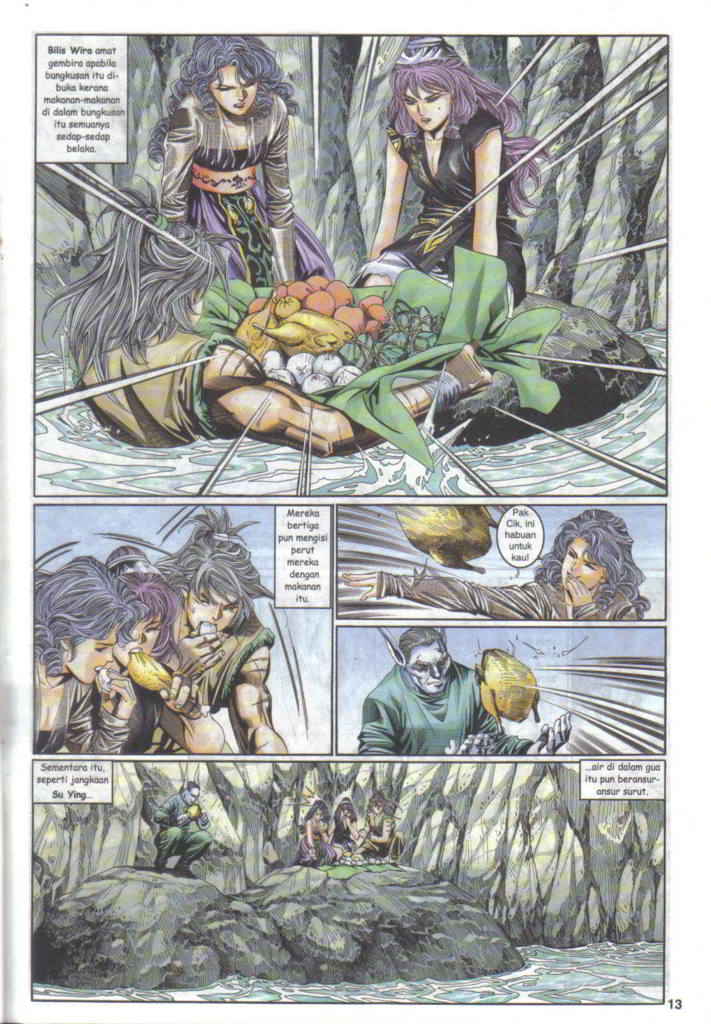 Bilis Wira amat
gembira apabila
bungkusan itu di-
buka kerana
makanan-makanan
di dalam bungkusan
itu semuanya
sedap-sedap
belaka.
Mereka
bertiga
pun mengisi
perut
mereka
dengan
makanan
itu.
Pak
Cik, ini
habuan
untuk
kau!
Sementara itu,
seperti jangkaan
Su Ying...
...air di dalam gua
itu pun beransur-
ansur surut.
13